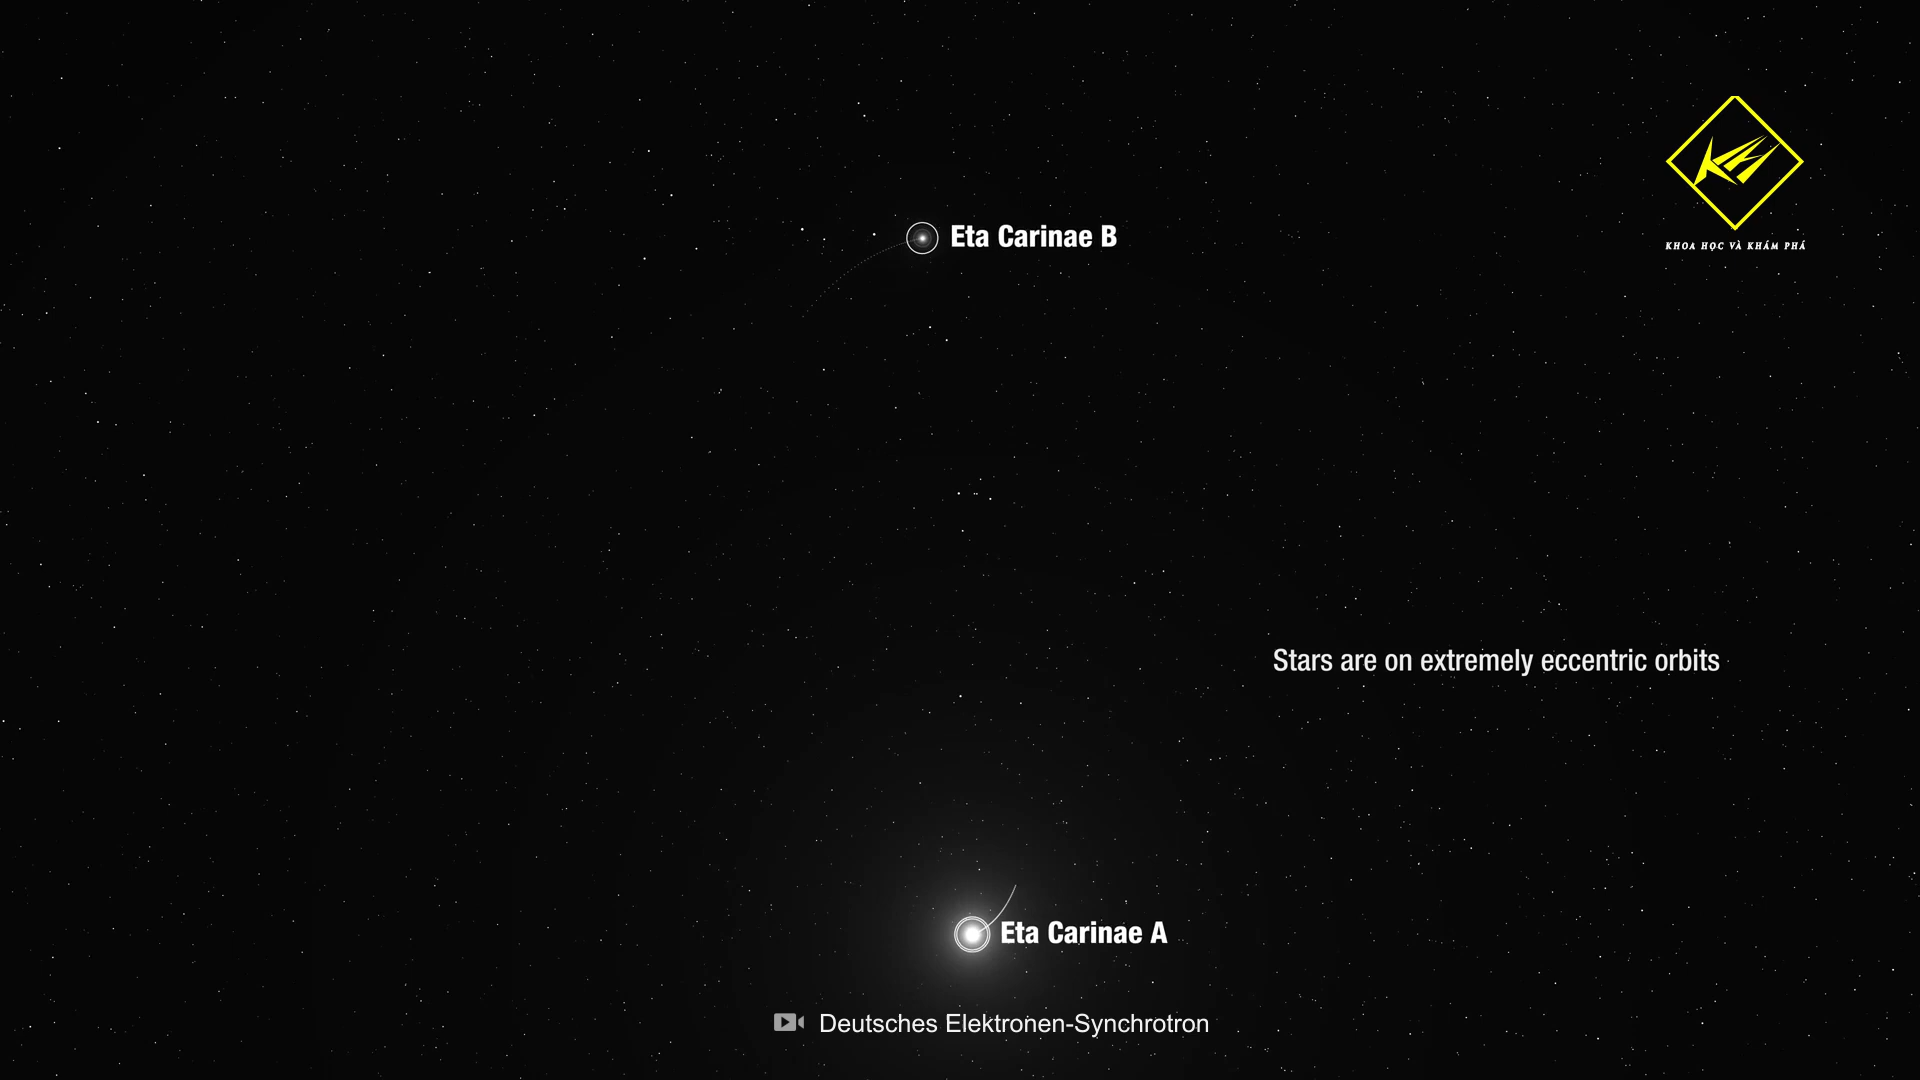 Eta Carinae B
KHOA HỌC VÀ KHÁM PHÁ
Stars are on extremely eccentric orbits
Eta Carinae A
Deutsches Elektronen-Synchrotron